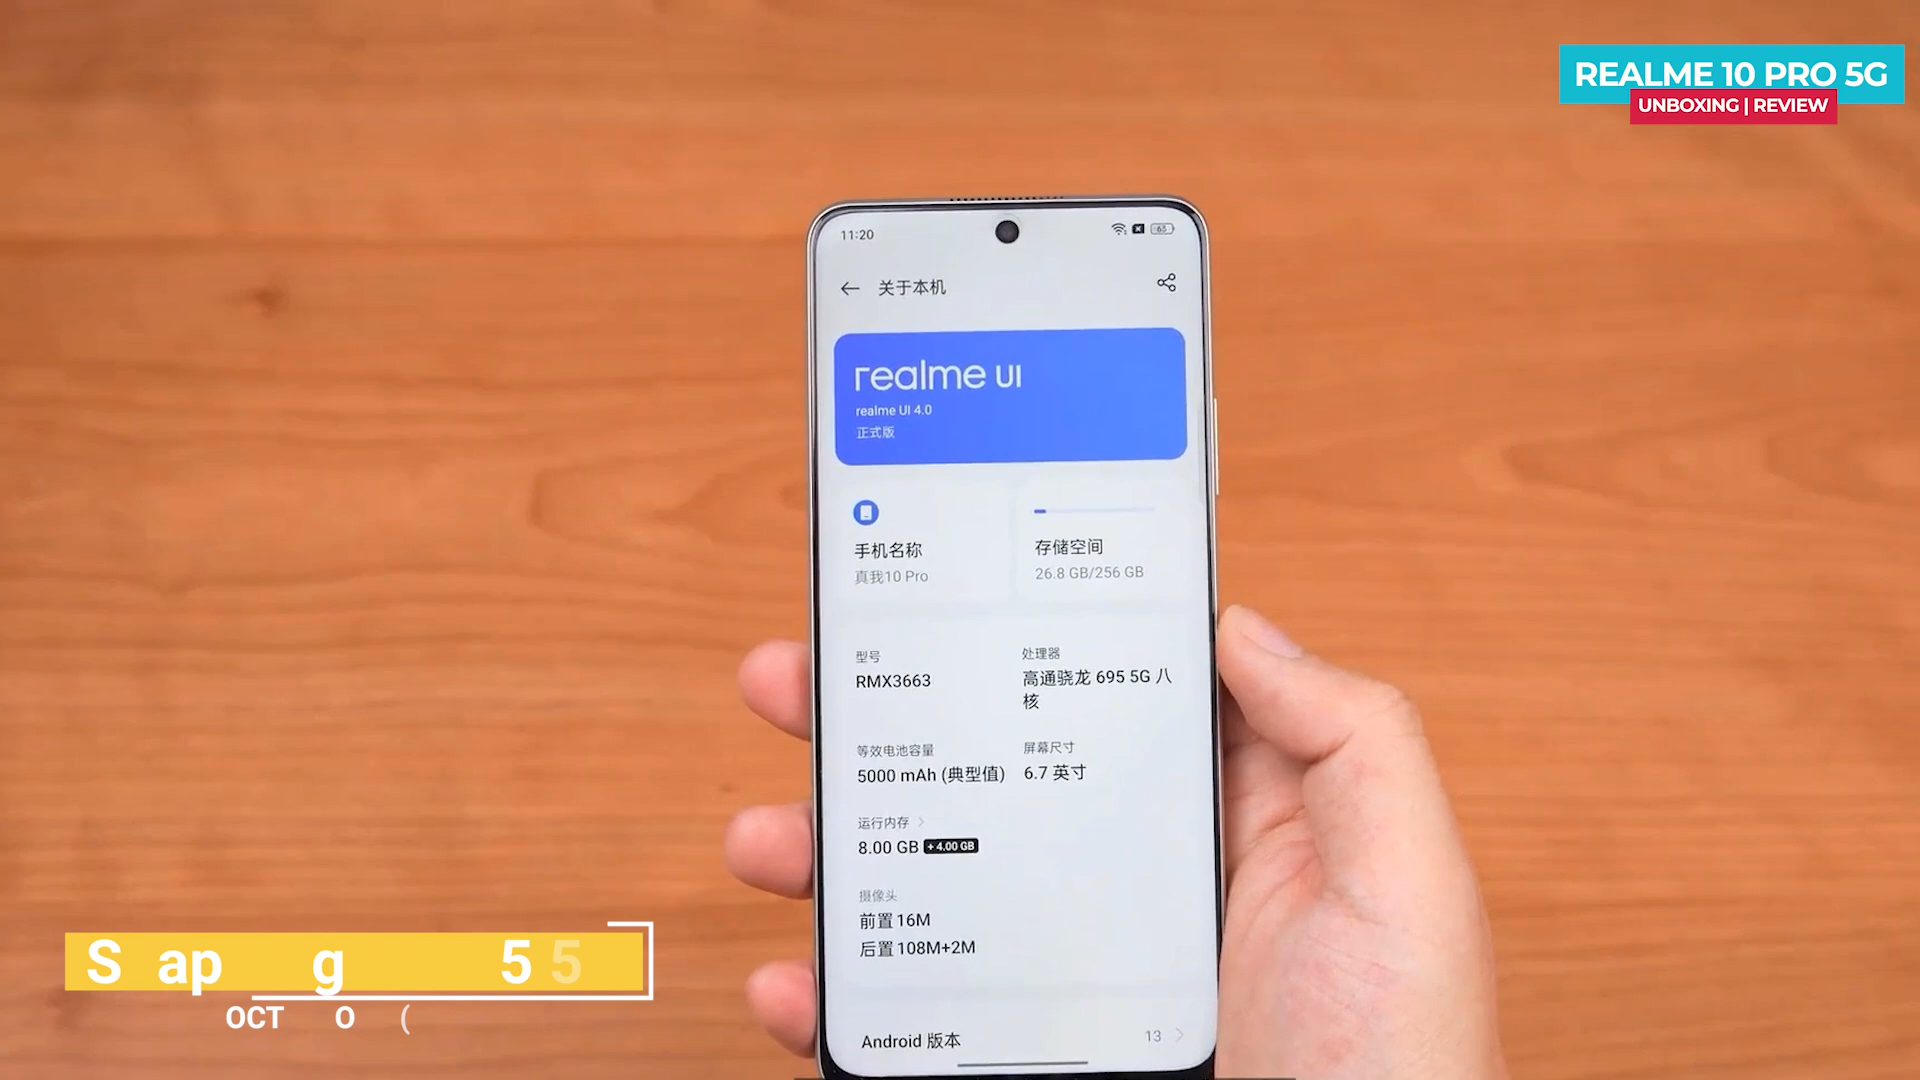 REALME 10 PRO 5G
UNBOXING | REVIEW
11:20
63
关于本机
realme UI
realme UI 4.0
正式版
手机名称
真我10 Pro
存储空间
26.8 GB/256 GB
型号
RMX3663
处理器
高通骁龙 695 5G 八
核
等效电池容量
5000 mAh (典型值)
屏幕尺寸
6.7 英寸
运行内存
8.00 GB + 4.00 GB
摄像头
前置 16M
后置 108M+2M
Android 版本
13
S ap g 5 5
OCT O (